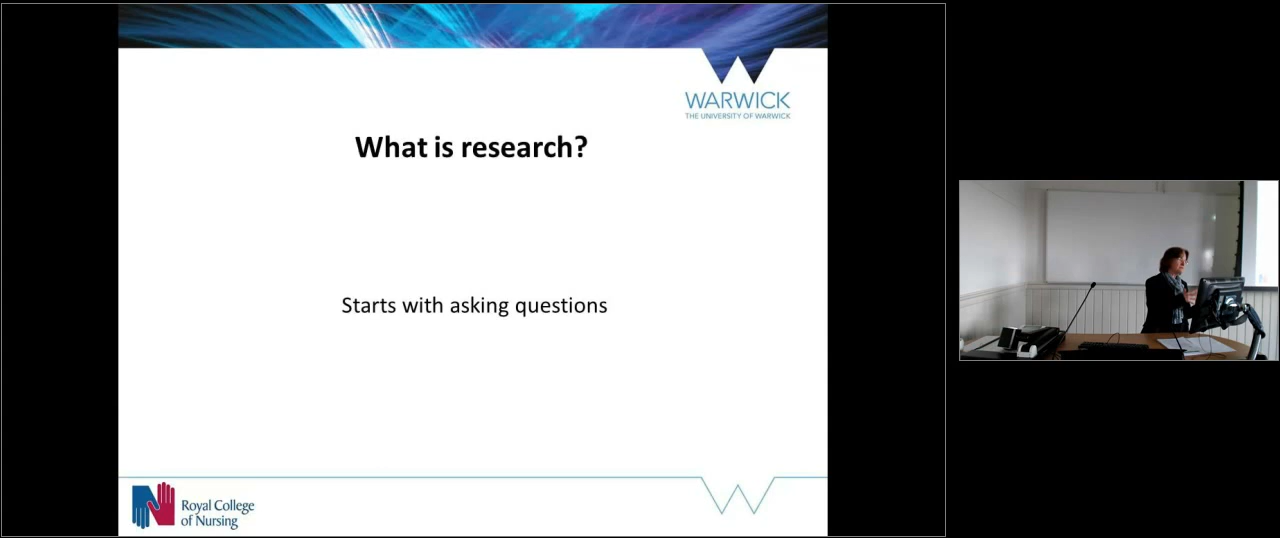 WARWICK
THE UNIVERSITY OF WARWICK
What is research?
Starts with asking questions
Royal College
of Nursing